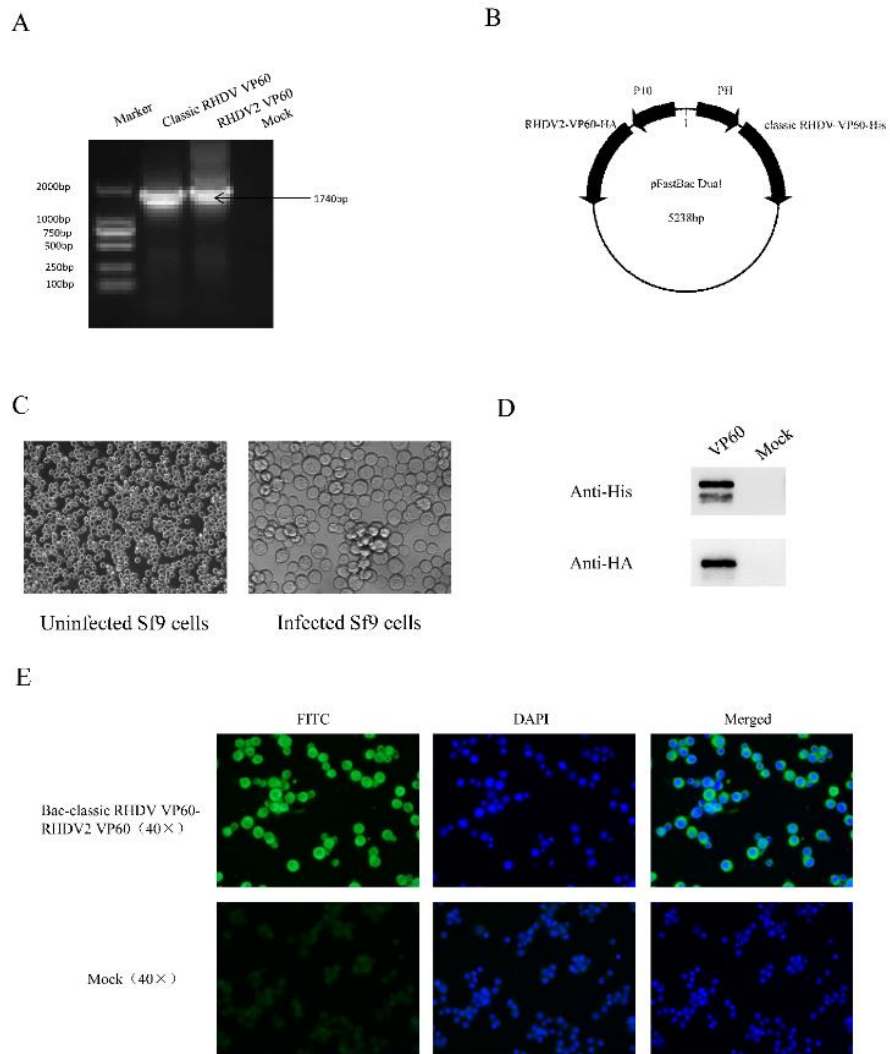 A
B
Marker
Classic RHDV VP60
RHDV2 VP60
Mock
2000bp
1000bp
750bp
500bp
250bp
100bp
1740bp
P10
PH
1
RHDV2-VP60-HA
classic RHDV-VP60-His
pFastBac Dual
5238bp
C
D
Uninfected Sf9 cells
Infected Sf9 cells
VP60
Mock
Anti-His
Anti-HA
E
FITC
DAPI
Merged
Bac-classic RHDV VP60-
RHDV2 VP60（40×）
Mock（40×）